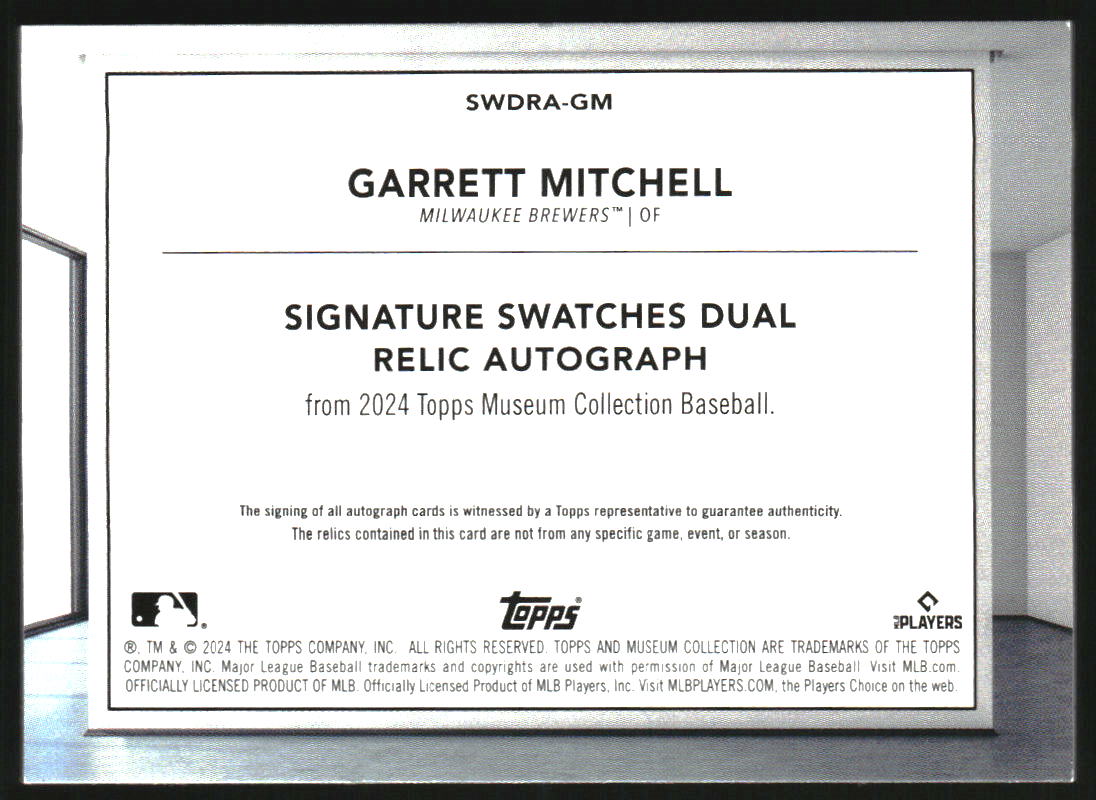 SWDRA-GM
GARRETT MITCHELL
MILWAUKEE BREWERS™ | OF
SIGNATURE SWATCHES DUAL
RELIC AUTOGRAPH
from 2024 Topps Museum Collection Baseball.
The signing of all autograph cards is witnessed by a Topps representative to guarantee authenticity.
The relics contained in this card are not from any specific game, event, or season.
Topps®
MLB PLAYERS
®, TM & © 2024 THE TOPPS COMPANY, INC. ALL RIGHTS RESERVED. TOPPS AND MUSEUM COLLECTION ARE TRADEMARKS OF THE TOPPS
COMPANY, INC. Major League Baseball trademarks and copyrights are used with permission of Major League Baseball. Visit MLB.com.
OFFICIALLY LICENSED PRODUCT OF MLB. Officially Licensed Product of MLB Players, Inc. Visit MLBPLAYERS.COM, the Players Choice on the web.